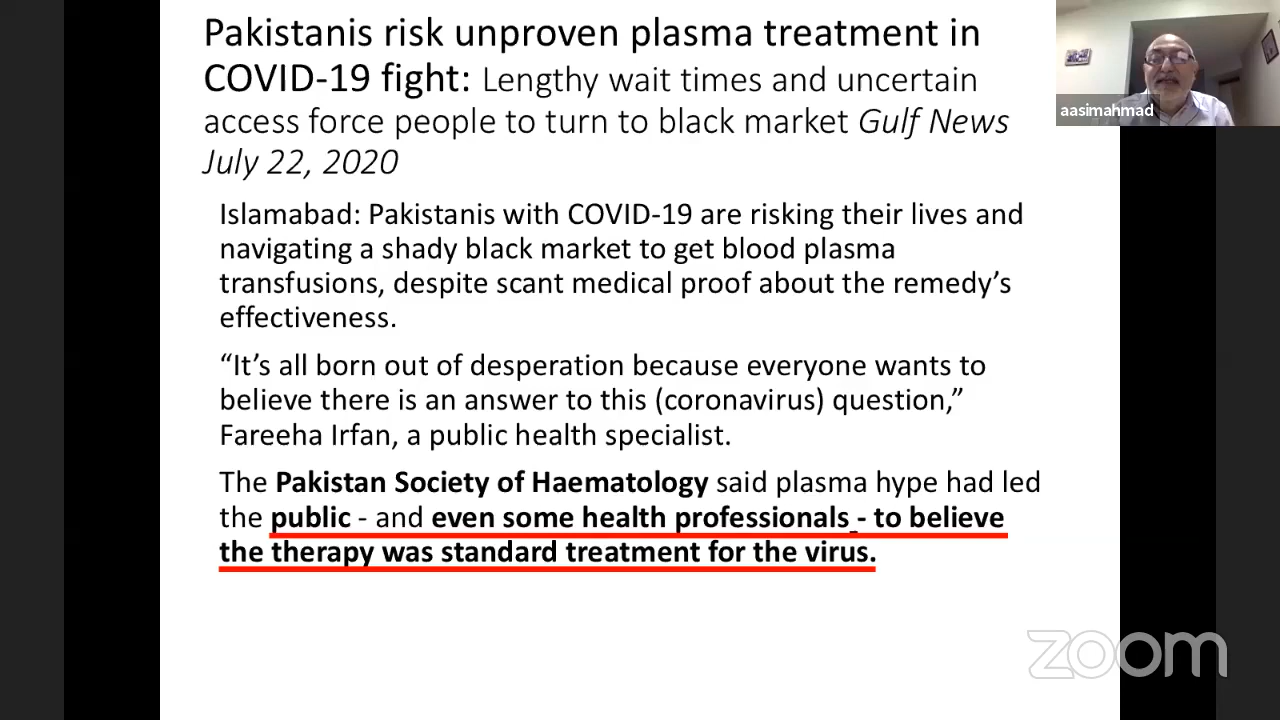 Pakistanis risk unproven plasma treatment in
COVID-19 fight: Lengthy wait times and uncertain
access force people to turn to black market Gulf News
July 22, 2020
aasimahmad
Islamabad: Pakistanis with COVID-19 are risking their lives and
navigating a shady black market to get blood plasma
transfusions, despite scant medical proof about the remedy’s
effectiveness.
“It’s all born out of desperation because everyone wants to
believe there is an answer to this (coronavirus) question,”
Fareeha Irfan, a public health specialist.
The Pakistan Society of Haematology said plasma hype had led
the public - and even some health professionals - to believe
the therapy was standard treatment for the virus.
zoom